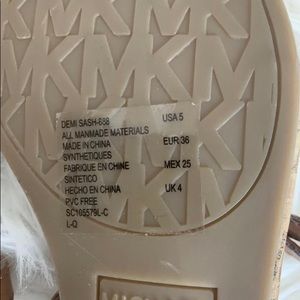 DEMI SASH-688
ALL MANMADE MATERIALS
MADE IN CHINA
SYNTHETIQUES
FABRIQUE EN CHINE
SINTETICO
HECHO EN CHINA
PVC FREE
SC105579L-C
L-Q
USA 5
EUR 36
MEX 25
UK 4